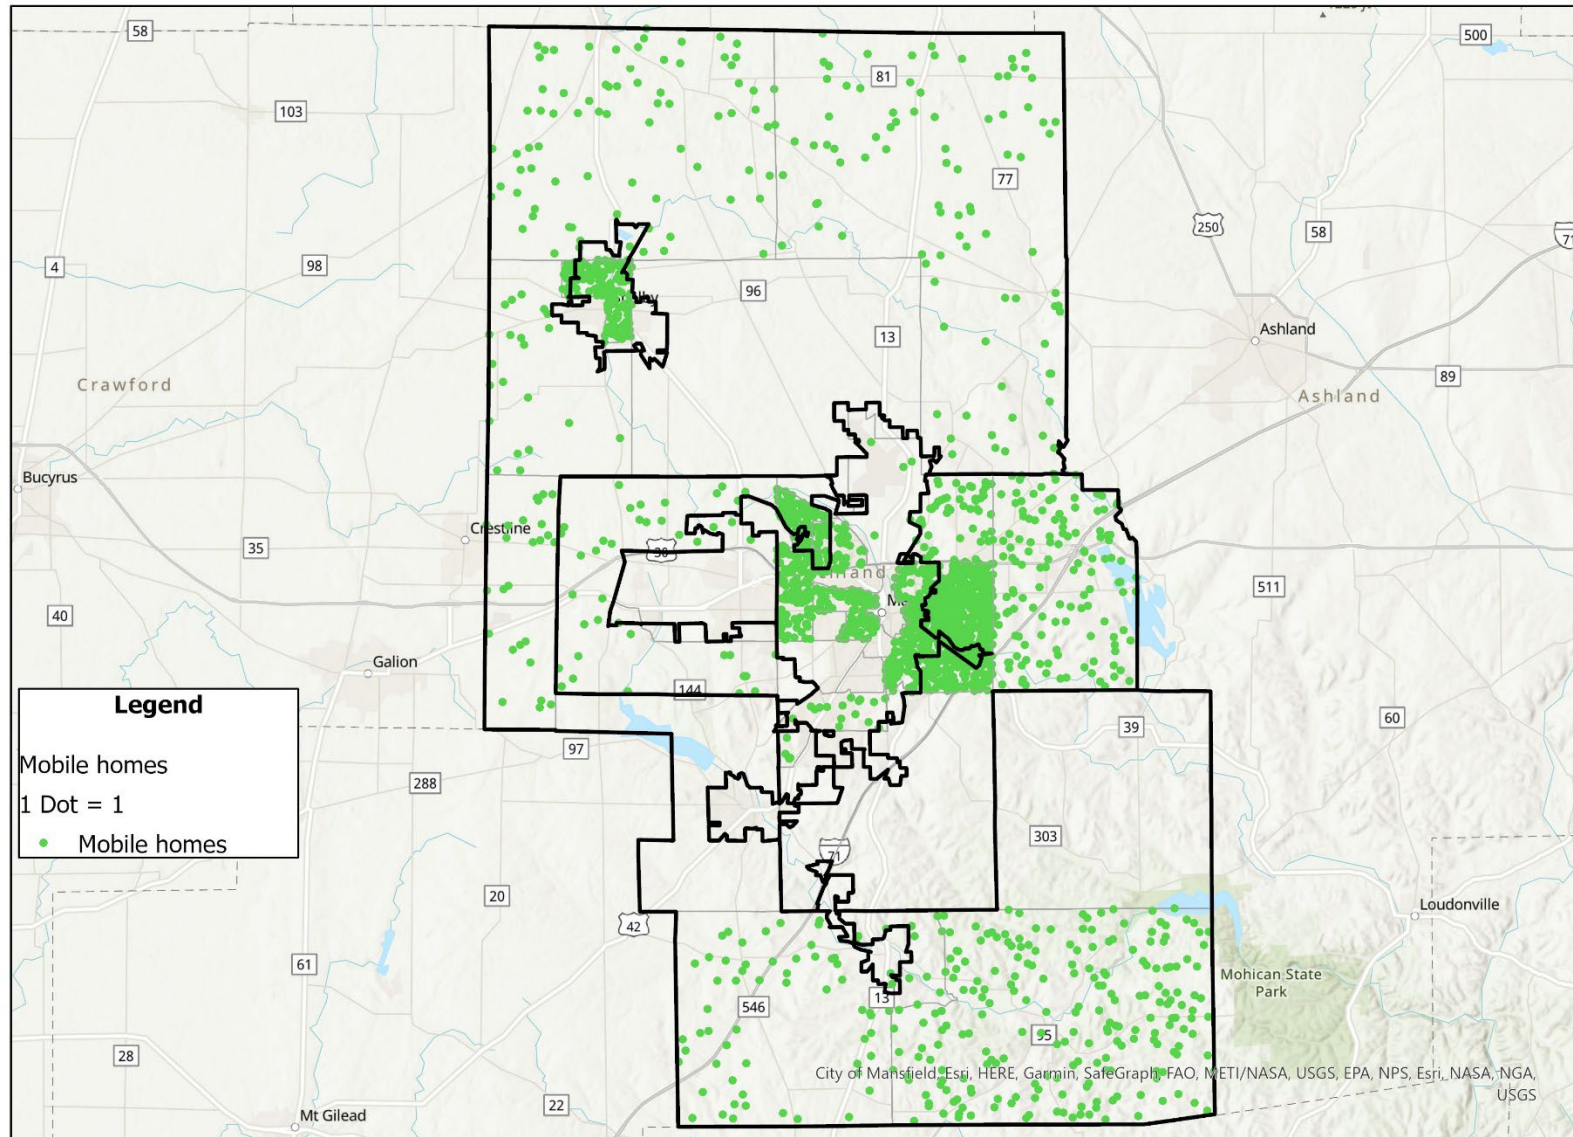 58
500
81
103
77
250
58
71
4
98
96
13
Ashland
Crawford
89
Ashland
Bucyrus
Crestline
35
30
511
40
Galion
144
Legend
Mobile homes
1 Dot = 1
Mobile homes
39
60
97
288
303
71
20
Loudonville
42
61
Mohican State
Park
546
13
95
28
City of Mansfield, Esri, HERE, Garmin, SafeGraph, FAO, METI/NASA, USGS, EPA, NPS, Esri, NASA, NGA,
USGS
22
Mt Gilead